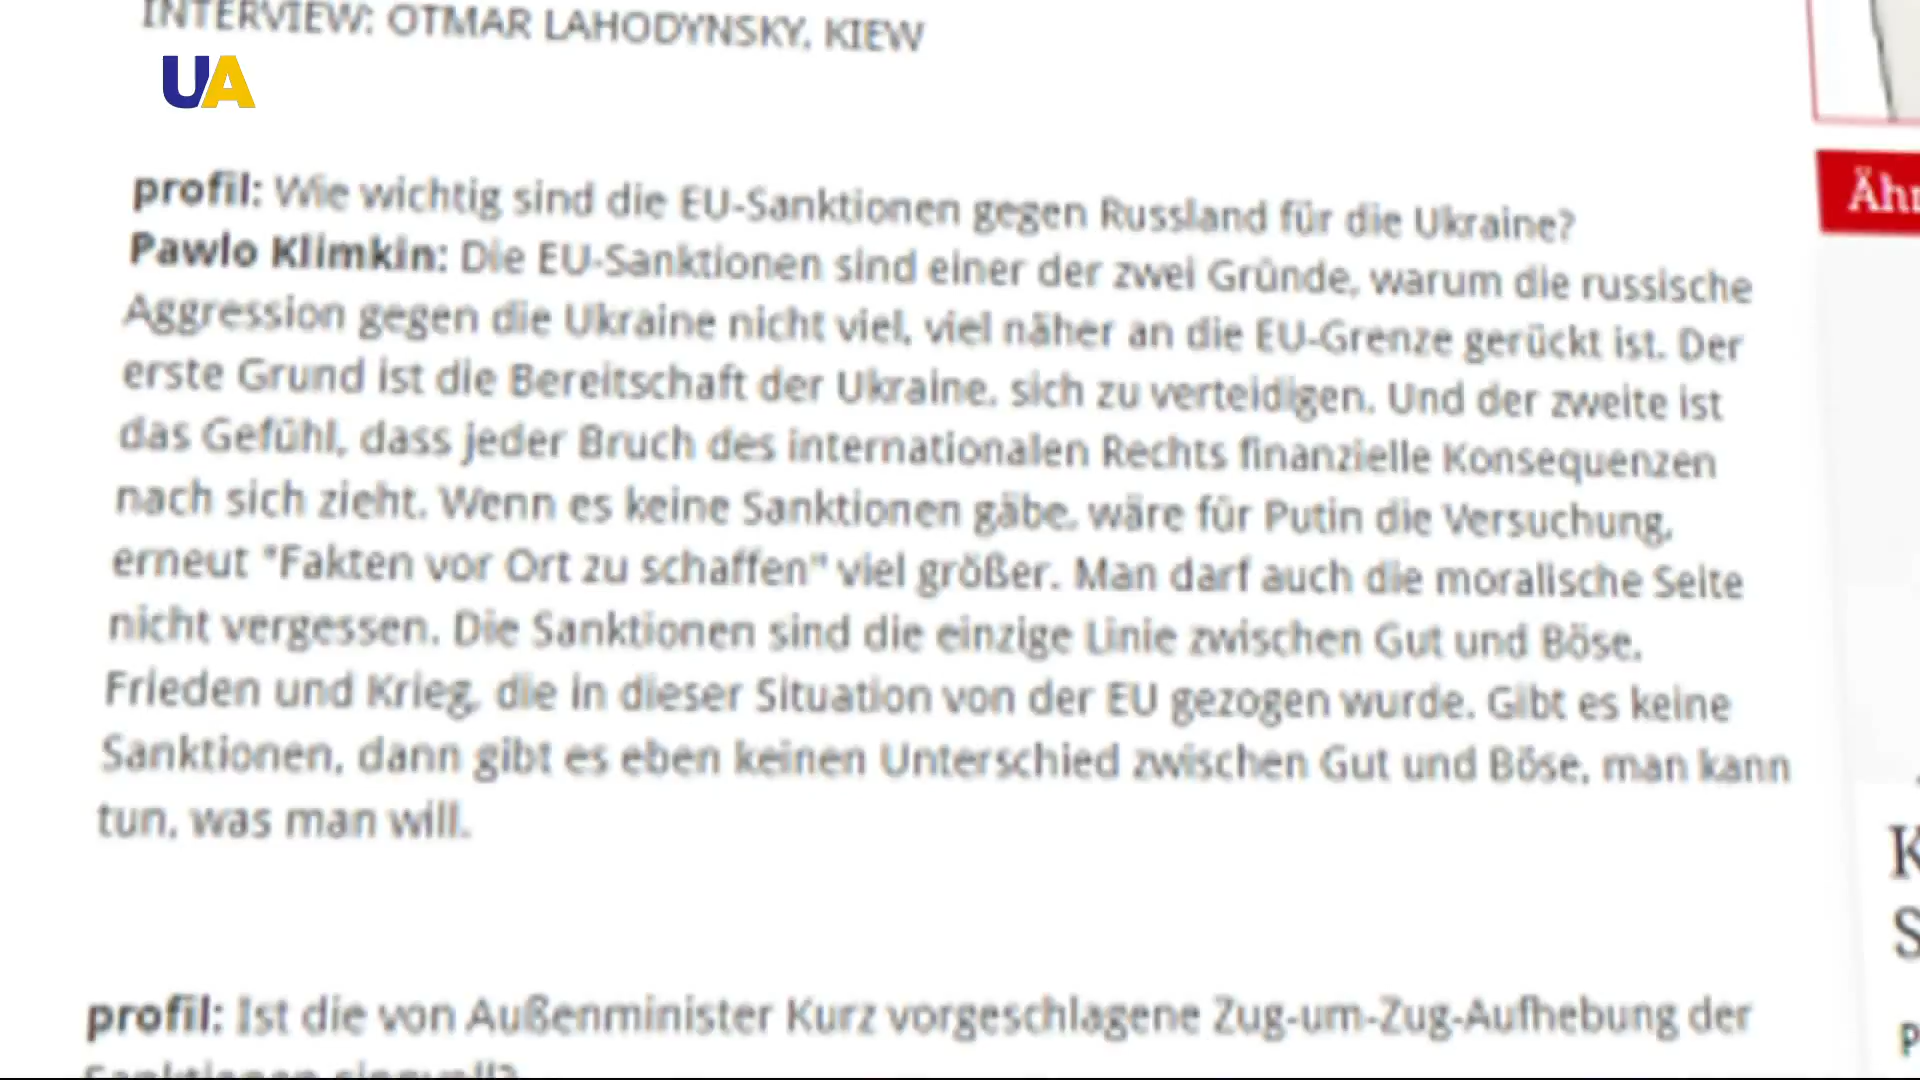 INTERVIEW: OTMAR LAHODYNSKY, KIEW
UA
profil: Wie wichtig sind die EU-Sanktionen gegen Russland für die Ukraine?
Pawlo Klimkin: Die EU-Sanktionen sind einer der zwei Gründe, warum die russische
Aggression gegen die Ukraine nicht viel, viel näher an die EU-Grenze gerückt ist. Der
erste Grund ist die Bereitschaft der Ukraine, sich zu verteidigen. Und der zweite ist
das Gefühl, dass jeder Bruch des internationalen Rechts finanzielle Konsequenzen
nach sich zieht. Wenn es keine Sanktionen gäbe, wäre für Putin die Versuchung,
erneut "Fakten vor Ort zu schaffen" viel größer. Man darf auch die moralische Seite
nicht vergessen. Die Sanktionen sind die einzige Linie zwischen Gut und Böse,
Frieden und Krieg, die in dieser Situation von der EU gezogen wurde. Gibt es keine
Sanktionen, dann gibt es eben keinen Unterschied zwischen Gut und Böse, man kann
tun, was man will.
profil: Ist die von Außenminister Kurz vorgeschlagene Zug-um-Zug-Aufhebung der
Sanktionen sinnvoll?